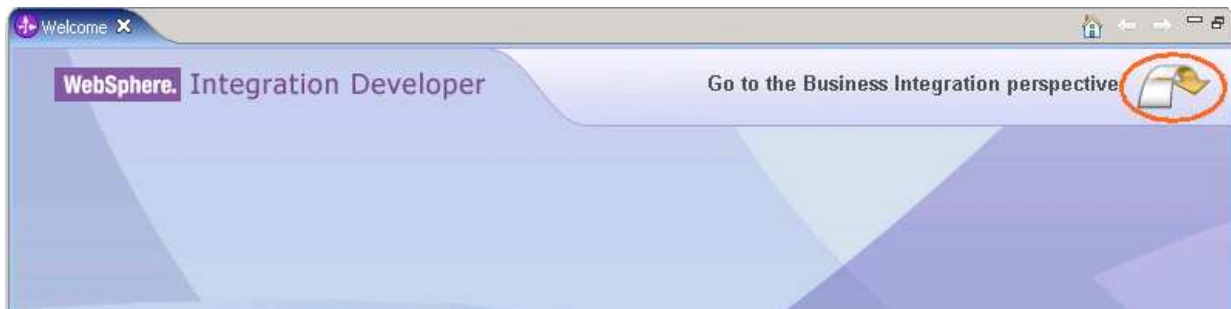 Welcome
WebSphere. Integration Developer
Go to the Business Integration perspective